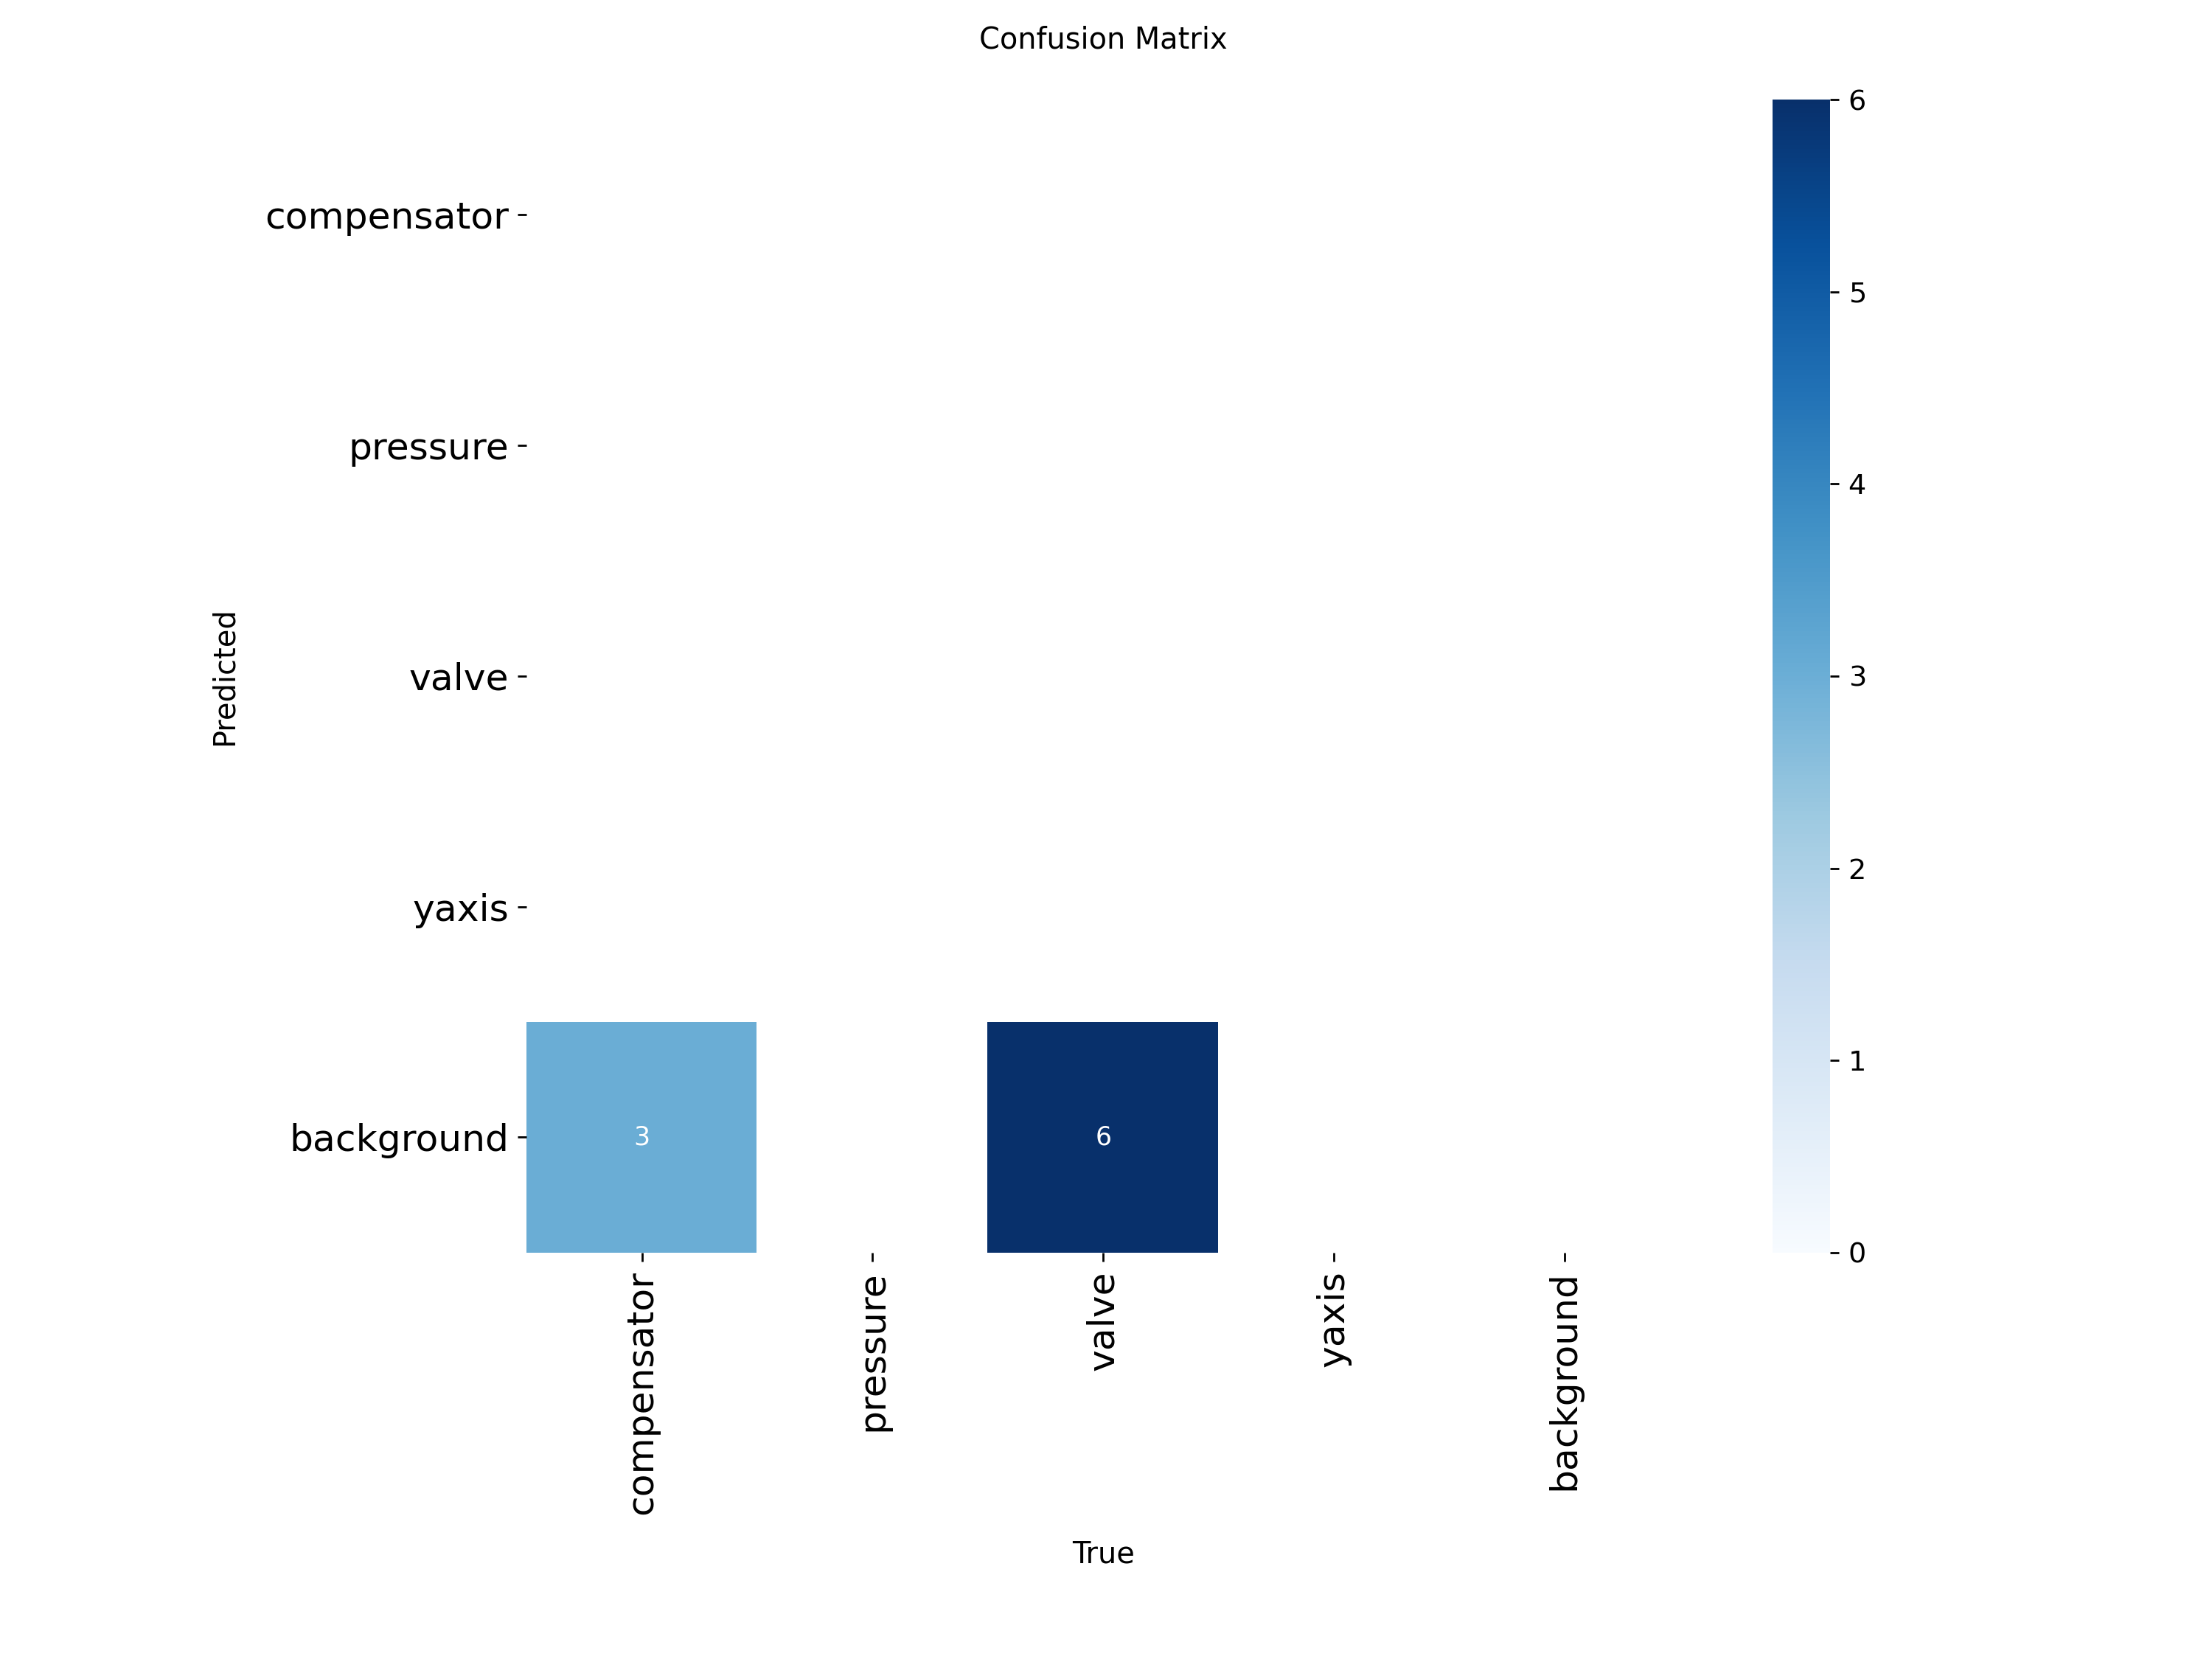 Confusion Matrix
6
compensator
5
pressure
4
Predicted
valve
3
2
yaxis
1
background
3
6
0
compensator
pressure
valve
yaxis
background
True